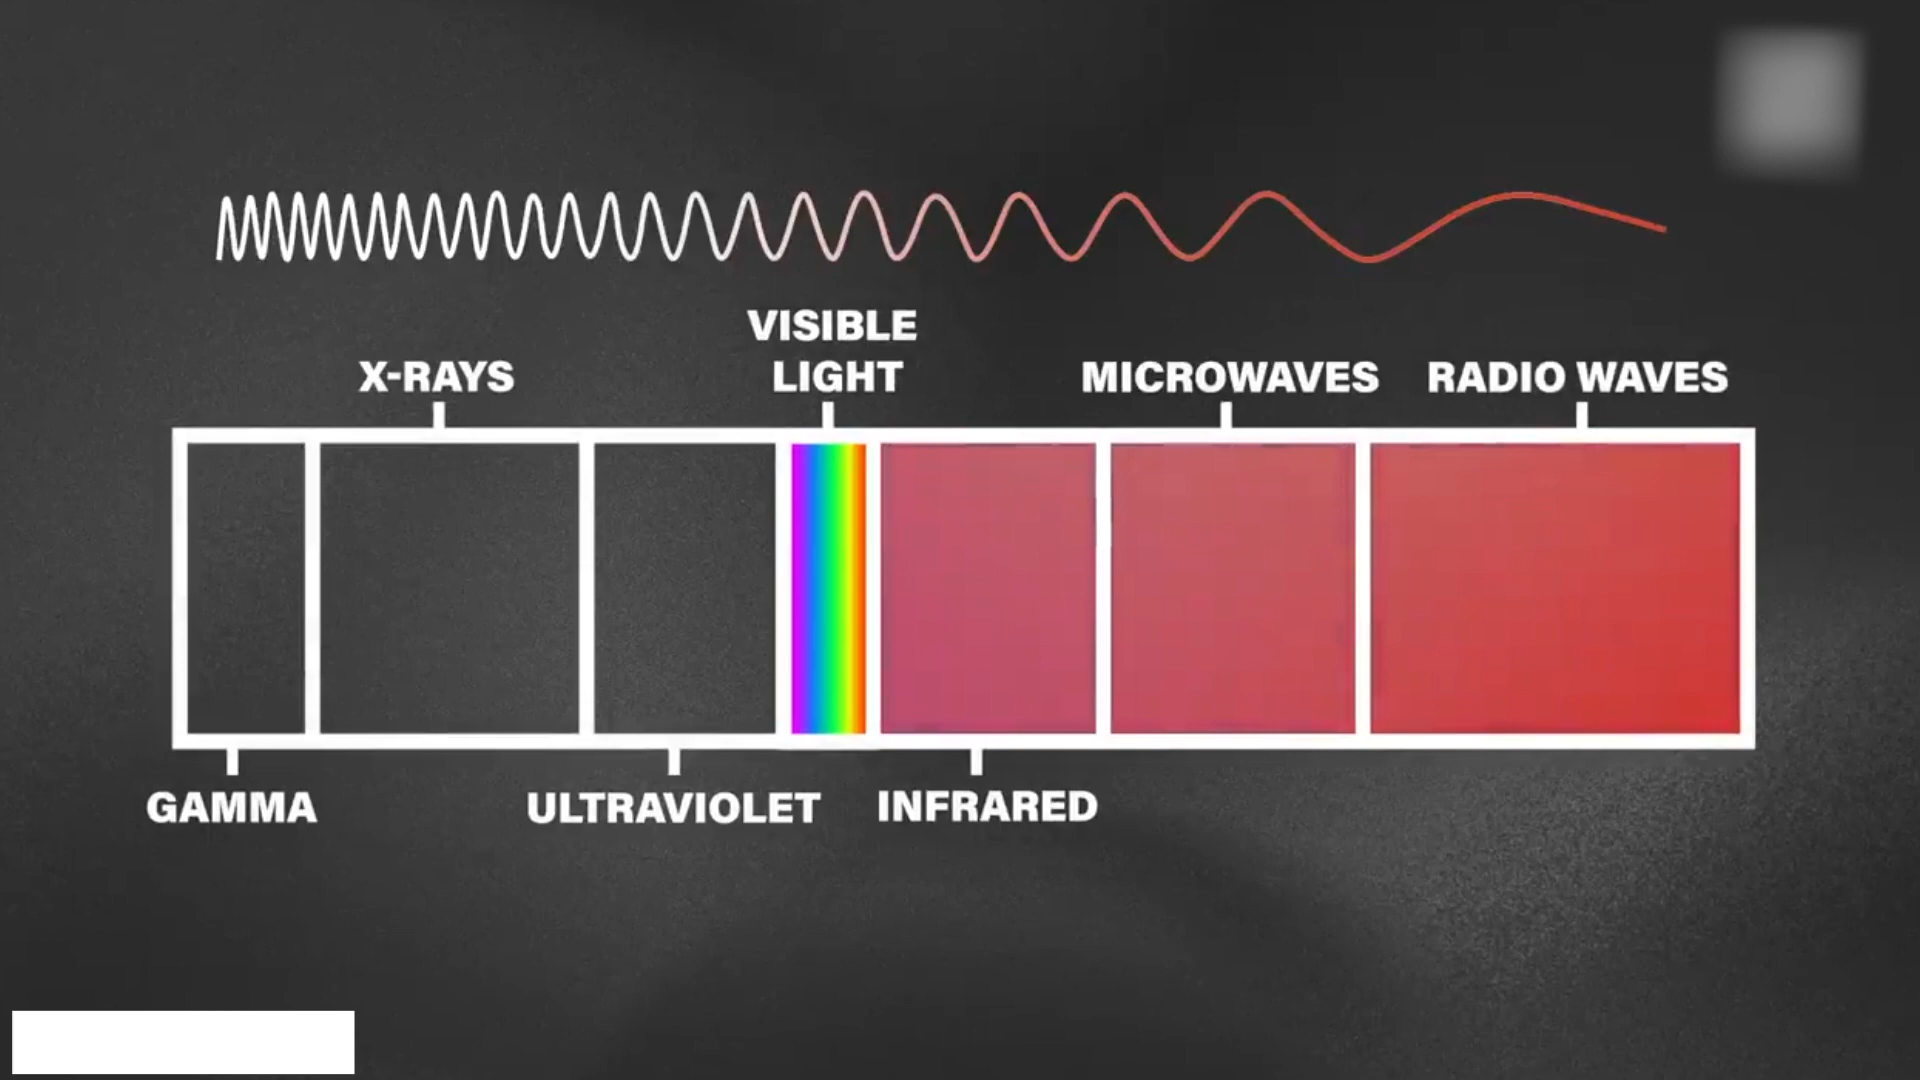 VISIBLE
LIGHT
X-RAYS
MICROWAVES
RADIO WAVES
GAMMA
ULTRAVIOLET
INFRARED